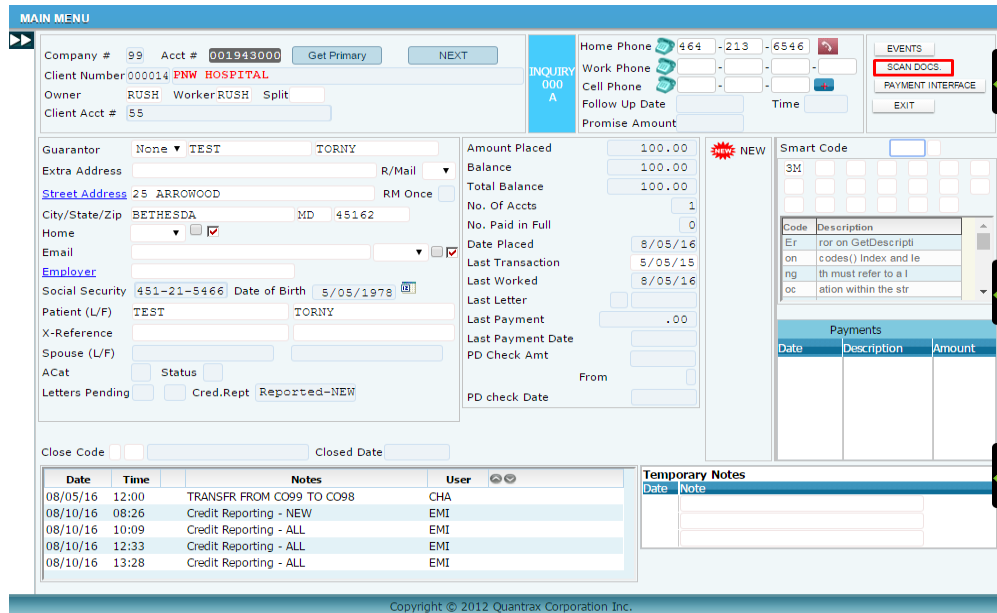 MAIN MENU
Company # 99 Acct # 001943000 Get Primary NEXT
Client Number 000014 PNW HOSPITAL
Owner RUSH Worker RUSH Split
Client Acct # 55
INQUIRY
000
A
Home Phone 464 - 213 - 6546
Work Phone - - -
Cell Phone - -
Follow Up Date Time
Promise Amount
EVENTS
SCAN DOCS.
PAYMENT INTERFACE
EXIT
Guarantor None TEST TORNY
Extra Address R/Mail
Street Address 25 ARROWOOD RM Once
City/State/Zip BETHESDA MD 45162
Home
Email
Employer
Social Security 451-21-5466 Date of Birth 5/05/1978
Patient (L/F) TEST TORNY
X-Reference
Spouse (L/F)
ACat Status
Letters Pending Cred.Rept Reported-NEW
Close Code Closed Date
Amount Placed 100.00
Balance 100.00
Total Balance 100.00
No. Of Accts 1
No. Paid in Full 0
Date Placed 8/05/16
Last Transaction 5/05/15
Last Worked 8/05/16
Last Letter
Last Payment .00
Last Payment Date
PD Check Amt
From
PD check Date
NEW NEW
Smart Code
3M
Code Description
Er ror on GetDescripti
on codes() Index and le
ng th must refer to a l
oc ation within the str
Payments
Date Description Amount
Date Time Notes User
08/05/16 12:00 TRANSFR FROM CO99 TO CO98 CHA
08/10/16 08:26 Credit Reporting - NEW EMI
08/10/16 10:09 Credit Reporting - ALL EMI
08/10/16 12:33 Credit Reporting - ALL EMI
08/10/16 13:28 Credit Reporting - ALL EMI
Temporary Notes
Date Note
Copyright © 2012 Quantrax Corporation Inc.